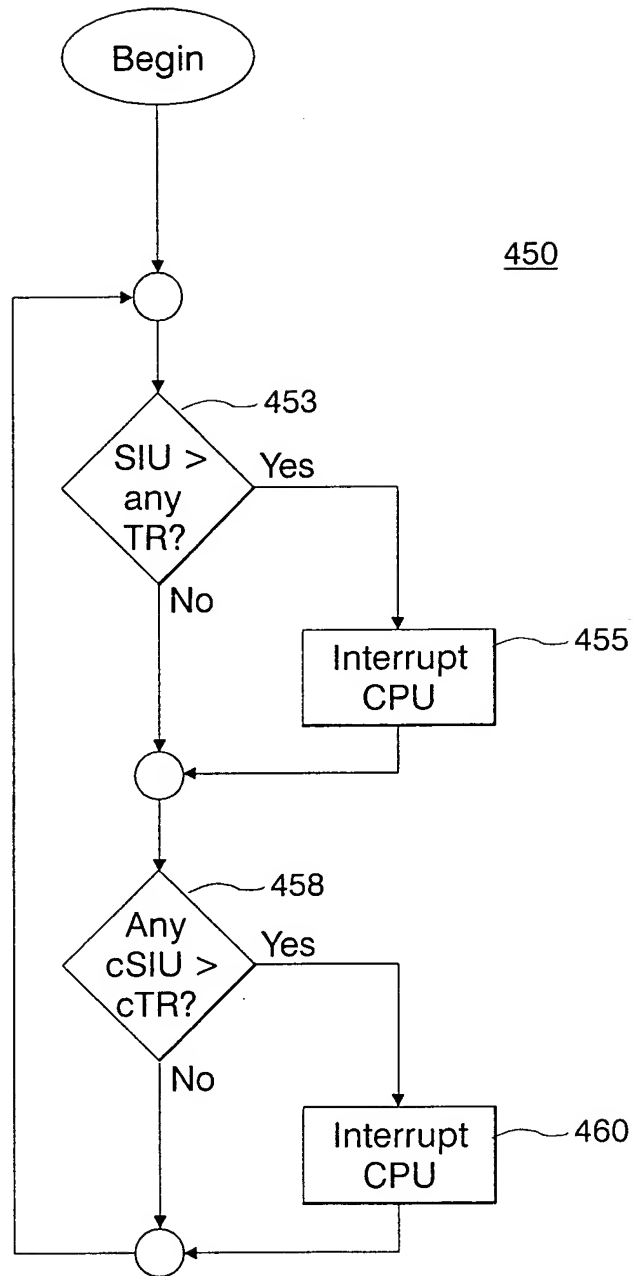 Begin
450
453
SIU >
any
TR?
Yes
No
455
Interrupt
CPU
458
Any
cSIU >
cTR?
Yes
No
460
Interrupt
CPU